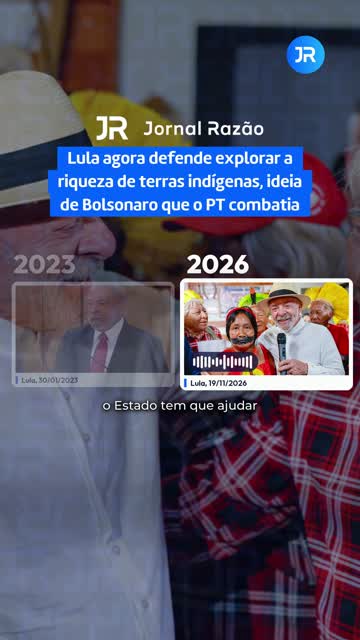 JR
JR Jornal Razão
Lula agora defende explorar a
riqueza de terras indígenas, ideia
de Bolsonaro que o PT combatia
2023
2026
Lula, 30/01/2023
Lula, 19/11/2026
o Estado tem que ajudar